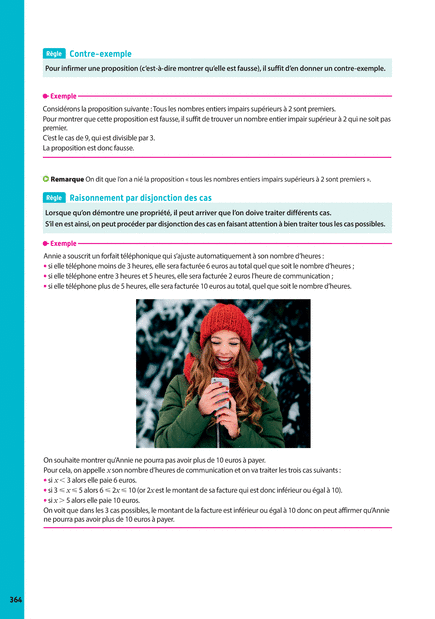 Règle Contre-exemple
Pour infirmer une proposition (c'est-à-dire montrer qu'elle est fausse), il suffit d'en donner un contre-exemple.
Exemple
Considérons la proposition suivante : Tous les nombres entiers impairs supérieurs à 2 sont premiers.
Pour montrer que cette proposition est fausse, il suffit de trouver un nombre entier impair supérieur à 2 qui ne soit pas
premier.
C'est le cas de 9, qui est divisible par 3.
La proposition est donc fausse.
Remarque On dit que l'on a nié la proposition « tous les nombres entiers impairs supérieurs à 2 sont premiers ».
Règle Raisonnement par disjonction des cas
Lorsque qu'on démontre une propriété, il peut arriver que l'on doive traiter différents cas.
S'il en est ainsi, on peut procéder par disjonction des cas en faisant attention à bien traiter tous les cas possibles.
Exemple
Annie a souscrit un forfait téléphonique qui s'ajuste automatiquement à son nombre d'heures :
• si elle téléphone moins de 3 heures, elle sera facturée 6 euros au total quel que soit le nombre d'heures ;
• si elle téléphone entre 3 heures et 5 heures, elle sera facturée 2 euros l'heure de communication ;
• si elle téléphone plus de 5 heures, elle sera facturée 10 euros au total, quel que soit le nombre d'heures.
On souhaite montrer qu'Annie ne pourra pas avoir plus de 10 euros à payer.
Pour cela, on appelle x son nombre d'heures de communication et on va traiter les trois cas suivants :
• si x < 3 alors elle paie 6 euros.
• si 3 ⩽ x ⩽ 5 alors 6 ⩽ 2x ⩽ 10 (or 2x est le montant de sa facture qui est donc inférieur ou égal à 10).
• si x > 5 alors elle paie 10 euros.
On voit que dans les 3 cas possibles, le montant de la facture est inférieur ou égal à 10 donc on peut affirmer qu'Annie
ne pourra pas avoir plus de 10 euros à payer.
364